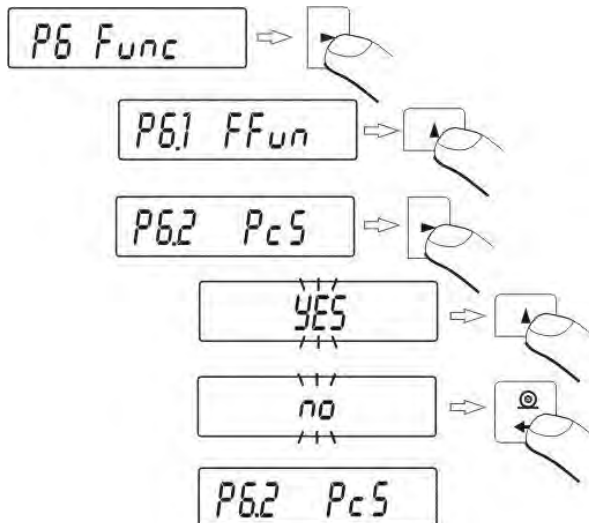 P6 Func
P6.1 FFun
P6.2 PcS
YES
no
P6.2 PcS